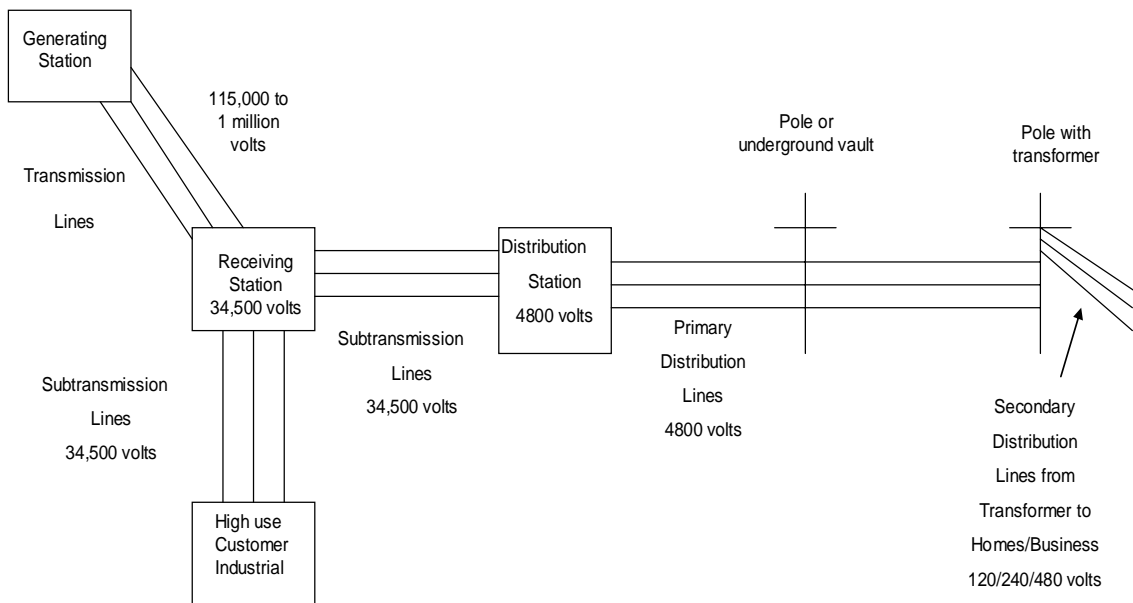 Generating
Station
115,000 to
1 million
volts
Transmission
Lines
Pole or
underground vault
Pole with
transformer
Receiving
Station
34,500 volts
Distribution
Station
4800 volts
Subtransmission
Lines
34,500 volts
Primary
Distribution
Lines
4800 volts
Subtransmission
Lines
34,500 volts
Secondary
Distribution
Lines from
Transformer to
Homes/Business
120/240/480 volts
High use
Customer
Industrial